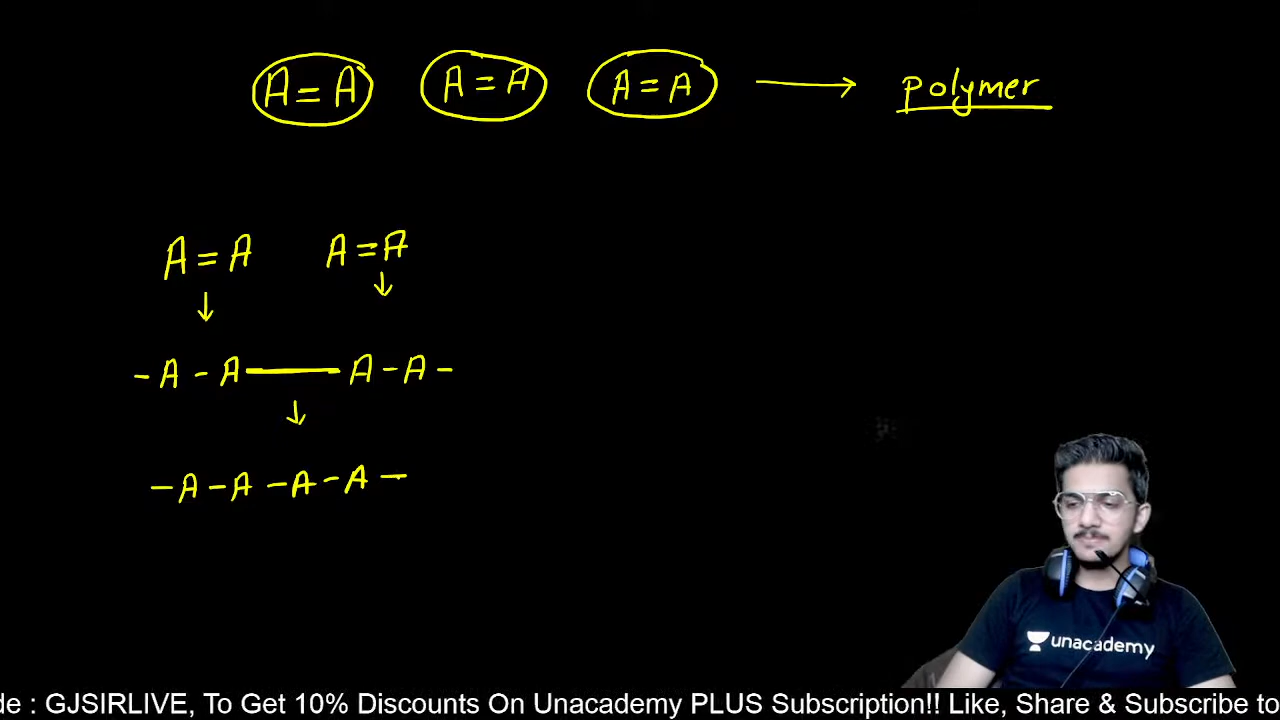 A = A A = A A = A → polymer
A = A A = A
↓ ↓
- A - A — A - A -
↓
- A - A - A - A -
unacademy
de : GJSIRLIVE, To Get 10% Discounts On Unacademy PLUS Subscription!! Like, Share & Subscribe to